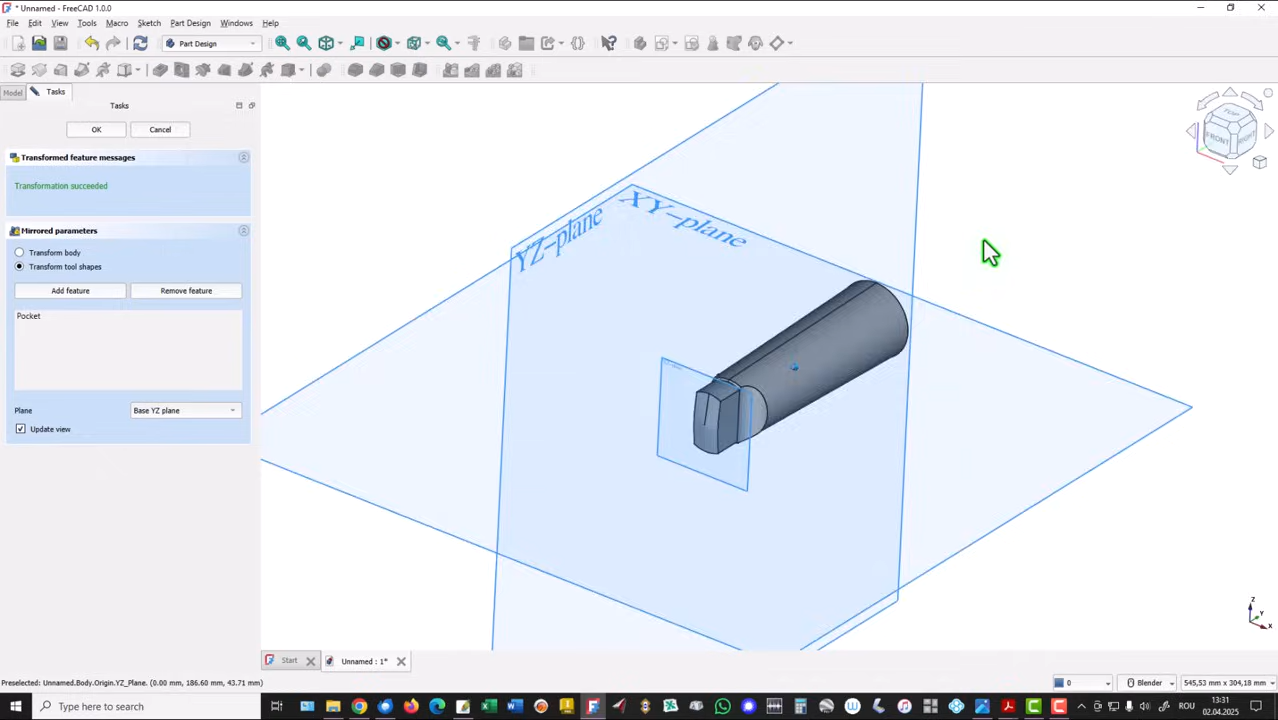 * Unnamed - FreeCAD 1.0.0
File Edit View Tools Macro Sketch Part Design Windows Help
Part Design
Model Tasks
Tasks
OK Cancel
Transformed feature messages
Transformation succeeded
Mirrored parameters
Transform body
Transform tool shapes
Add feature Remove feature
Pocket
Plane Base YZ plane
Update view
YZ-plane
XY-plane
TOP
FRONT
RIGHT
Z
Y
X
Start Unnamed : 1*
Preselected: Unnamed.Body.Origin.YZ_Plane. (0.00 mm, 186.60 mm, 43.71 mm)
0 Blender 545,53 mm x 304,18 mm
Type here to search
13:31
02.04.2025